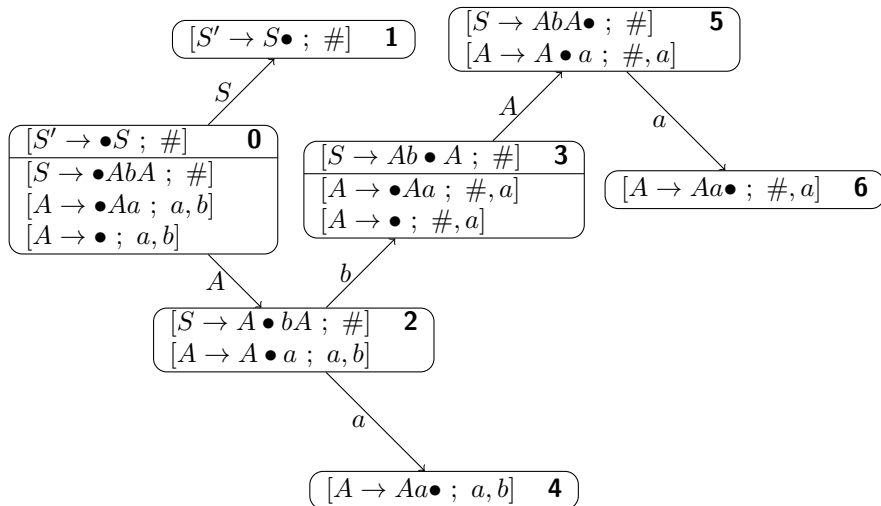 [S′ → S• ; #] 1
S
[S′ → •S ; #] 0
[S → •AbA ; #]
[A → •Aa ; a, b]
[A → • ; a, b]
A
[S → A • bA ; #] 2
[A → A • a ; a, b]
b
[S → Ab • A ; #] 3
[A → •Aa ; #, a]
[A → • ; #, a]
A
[S → AbA• ; #] 5
[A → A • a ; #, a]
a
[A → Aa• ; #, a] 6
a
[A → Aa• ; a, b] 4